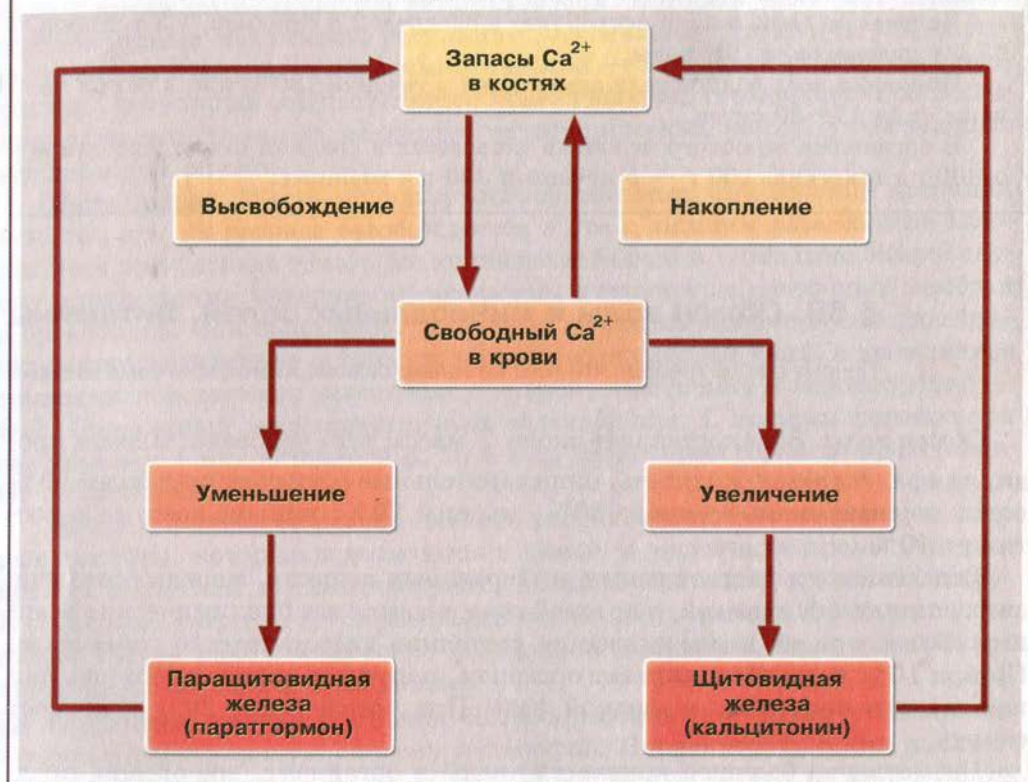 Запасы Ca²⁺
в костях
Высвобождение
Накопление
Свободный Ca²⁺
в крови
Уменьшение
Увеличение
Паращитовидная
железа
(паратгормон)
Щитовидная
железа
(кальцитонин)